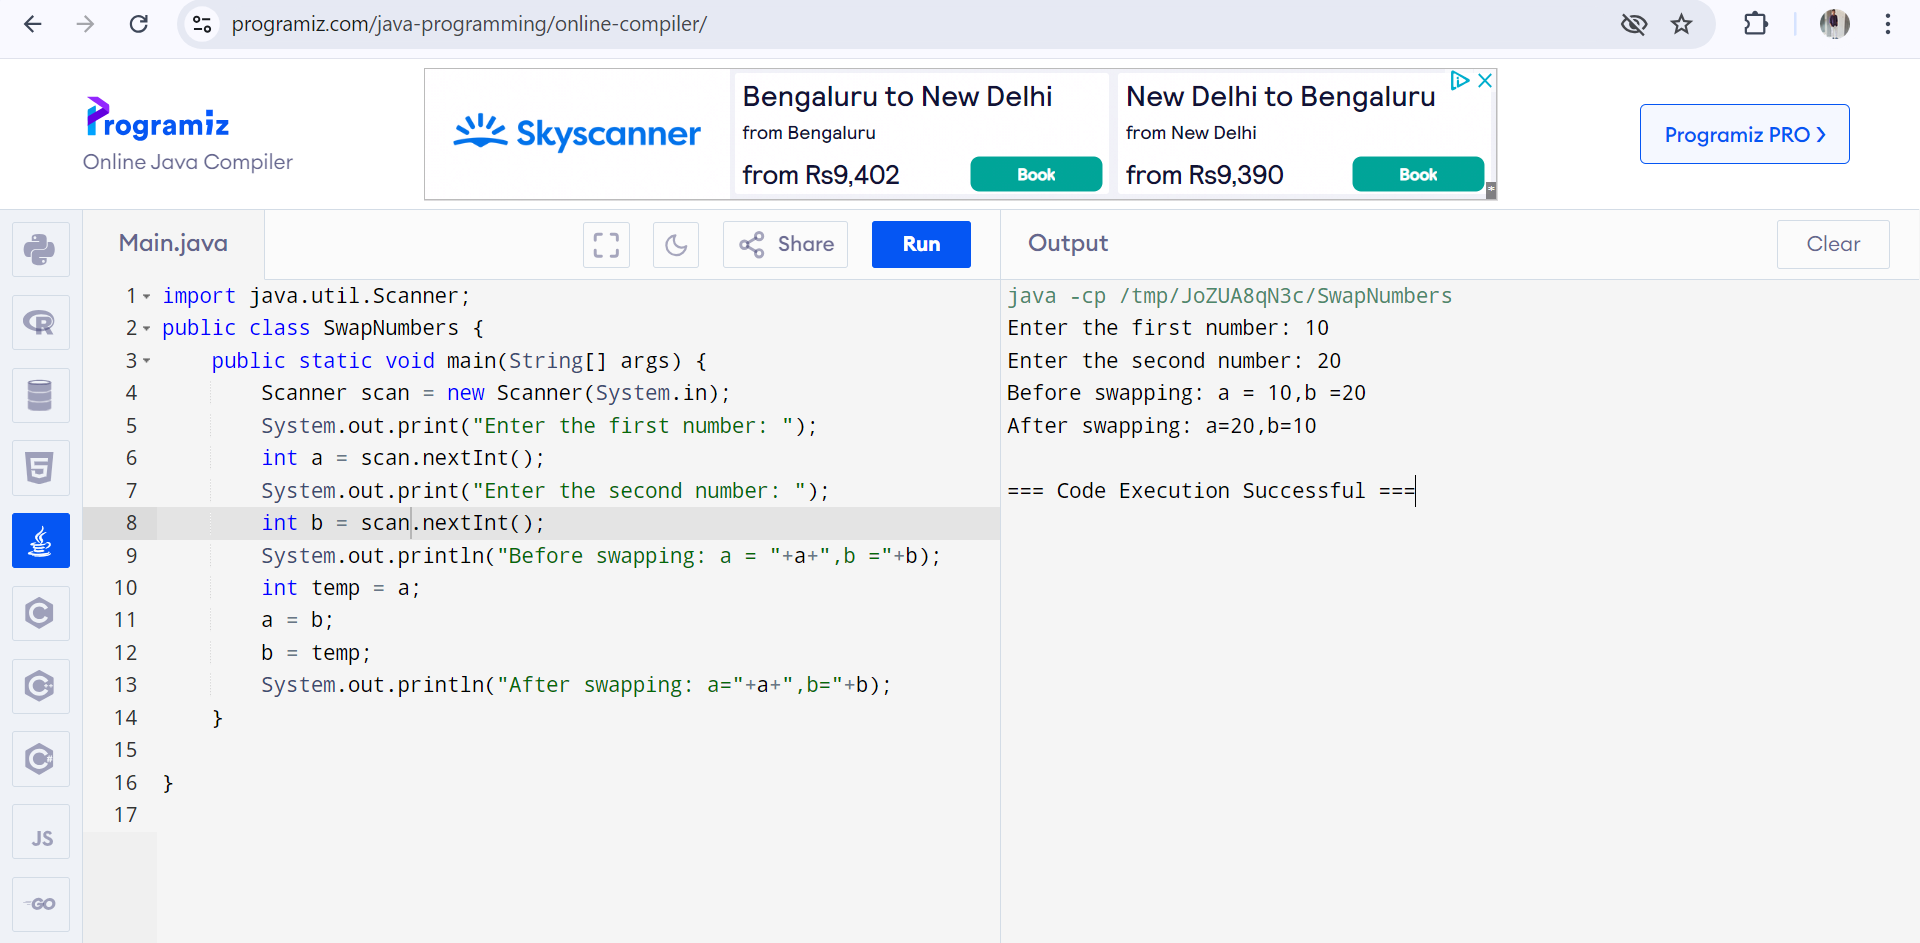 programiz.com/java-programming/online-compiler/
Programiz
Online Java Compiler
Skyscanner
Bengaluru to New Delhi
from Bengaluru
from Rs9,402
Book
New Delhi to Bengaluru
from New Delhi
from Rs9,390
Book
*
Programiz PRO >
Main.java
Share
Run
Output
Clear
1 import java.util.Scanner;
2 public class SwapNumbers {
3     public static void main(String[] args) {
4         Scanner scan = new Scanner(System.in);
5         System.out.print("Enter the first number: ");
6         int a = scan.nextInt();
7         System.out.print("Enter the second number: ");
8         int b = scan.nextInt();
9         System.out.println("Before swapping: a = "+a+",b ="+b);
10         int temp = a;
11         a = b;
12         b = temp;
13         System.out.println("After swapping: a="+a+",b="+b);
14     }
15
16 }
17
java -cp /tmp/JoZUA8qN3c/SwapNumbers
Enter the first number: 10
Enter the second number: 20
Before swapping: a = 10,b =20
After swapping: a=20,b=10
=== Code Execution Successful ===
R
5
C
C++
C#
JS
GO